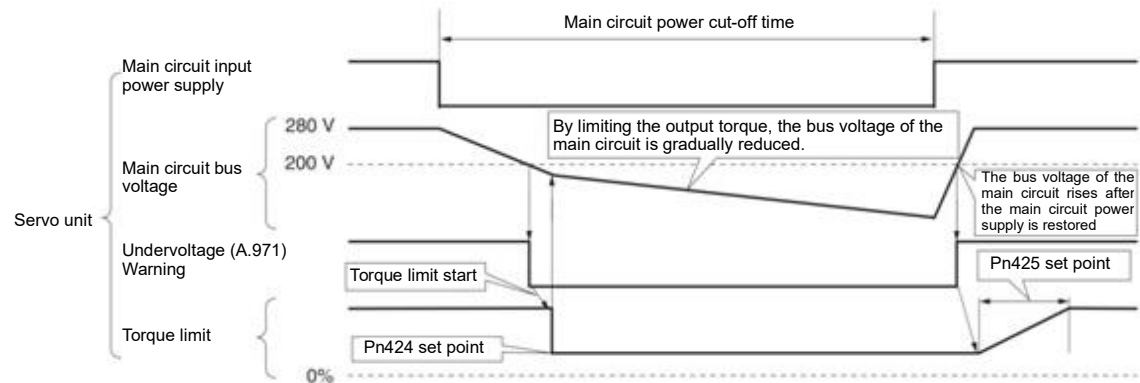 Main circuit power cut-off time
Main circuit input
power supply
280 V
200 V
Main circuit bus
voltage
By limiting the output torque, the bus voltage of the
main circuit is gradually reduced.
The bus voltage of the
main circuit rises after
the main circuit power
supply is restored
Servo unit
Undervoltage (A.971)
Warning
Torque limit start
Pn425 set point
Torque limit
Pn424 set point
0%